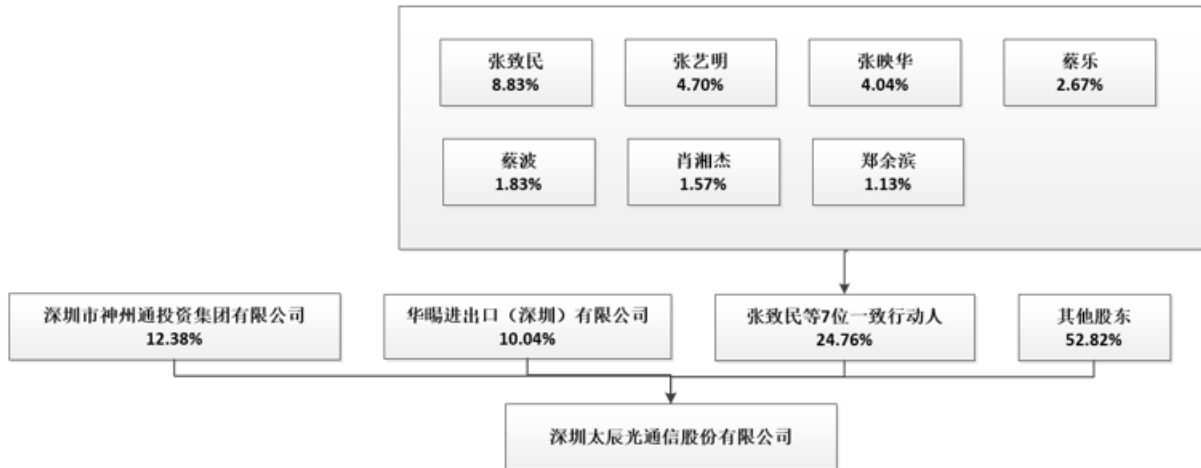 张致民
8.83%
张艺明
4.70%
张映华
4.04%
蔡乐
2.67%
蔡波
1.83%
肖湘杰
1.57%
郑余滨
1.13%
深圳市神州通投资集团有限公司
12.38%
华暘进出口（深圳）有限公司
10.04%
张致民等7位一致行动人
24.76%
其他股东
52.82%
深圳太辰光通信股份有限公司